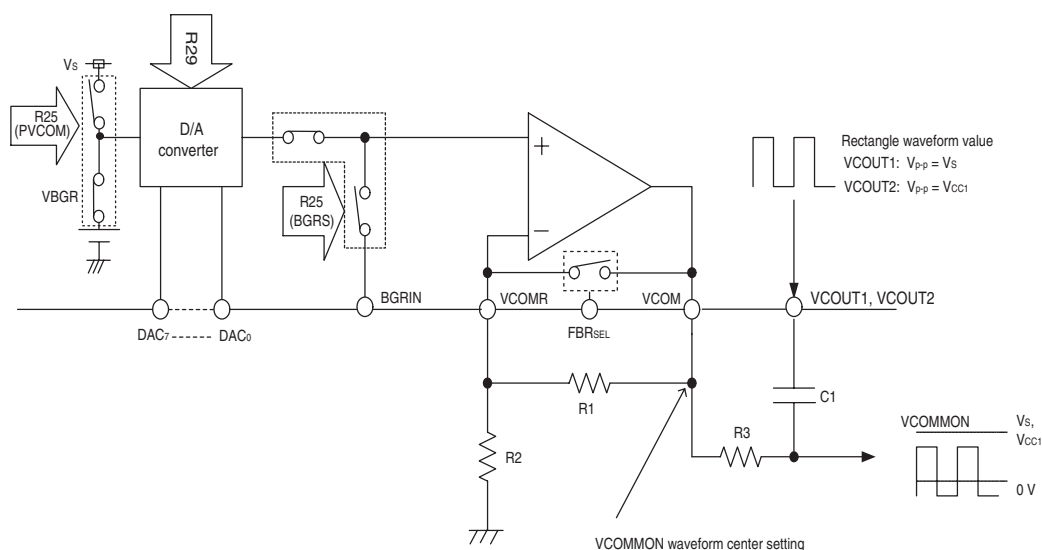 R29
Vs
R25
(PVCOM)
D/A
converter
VBGR
R25
(BGRS)
+
−
Rectangle waveform value
VCOUT1: Vp-p = Vs
VCOUT2: Vp-p = VCC1
BGRIN
VCOMR
VCOM
VCOUT1, VCOUT2
DAC7 ----- DAC0
FBRSEL
R1
C1
R2
R3
VCOMMON
Vs,
VCC1
0 V
VCOMMON waveform center setting